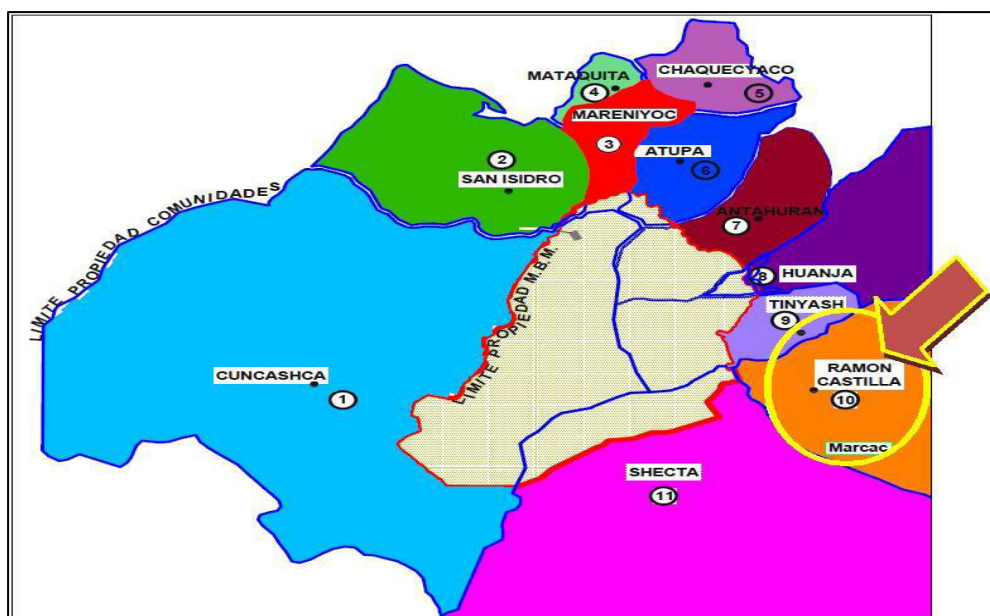 MATAQUITA
4
CHAQUECYACO
5
MARENIYOC
3
ATUPA
6
2
SAN ISIDRO
ANTAHURAN
7
LIMITE PROPIEDAD COMUNIDADES
8
HUANJA
TINYASH
9
LIMITE PROPIEDAD M.B.M.
CUNCASHCA
1
RAMON
CASTILLA
10
Marcac
SHECTA
11